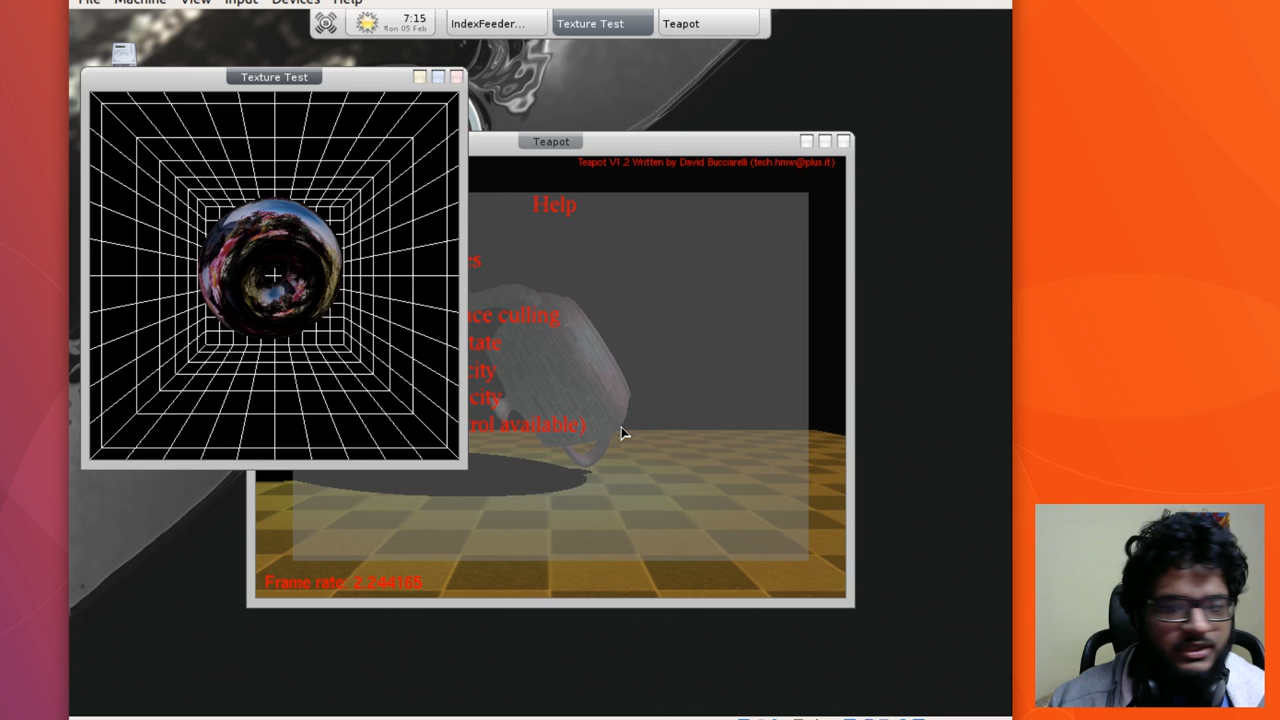 File Machine View Input Devices Help
7:15
Mon 05 Feb
IndexFeeder... Texture Test Teapot
Texture Test
Teapot
Teapot V1.2 Written by David Bucciarelli (tech.hmw@plus.it)
Help
es
ace culling
tate
city
city
rol available)
Frame rate: 2.244165